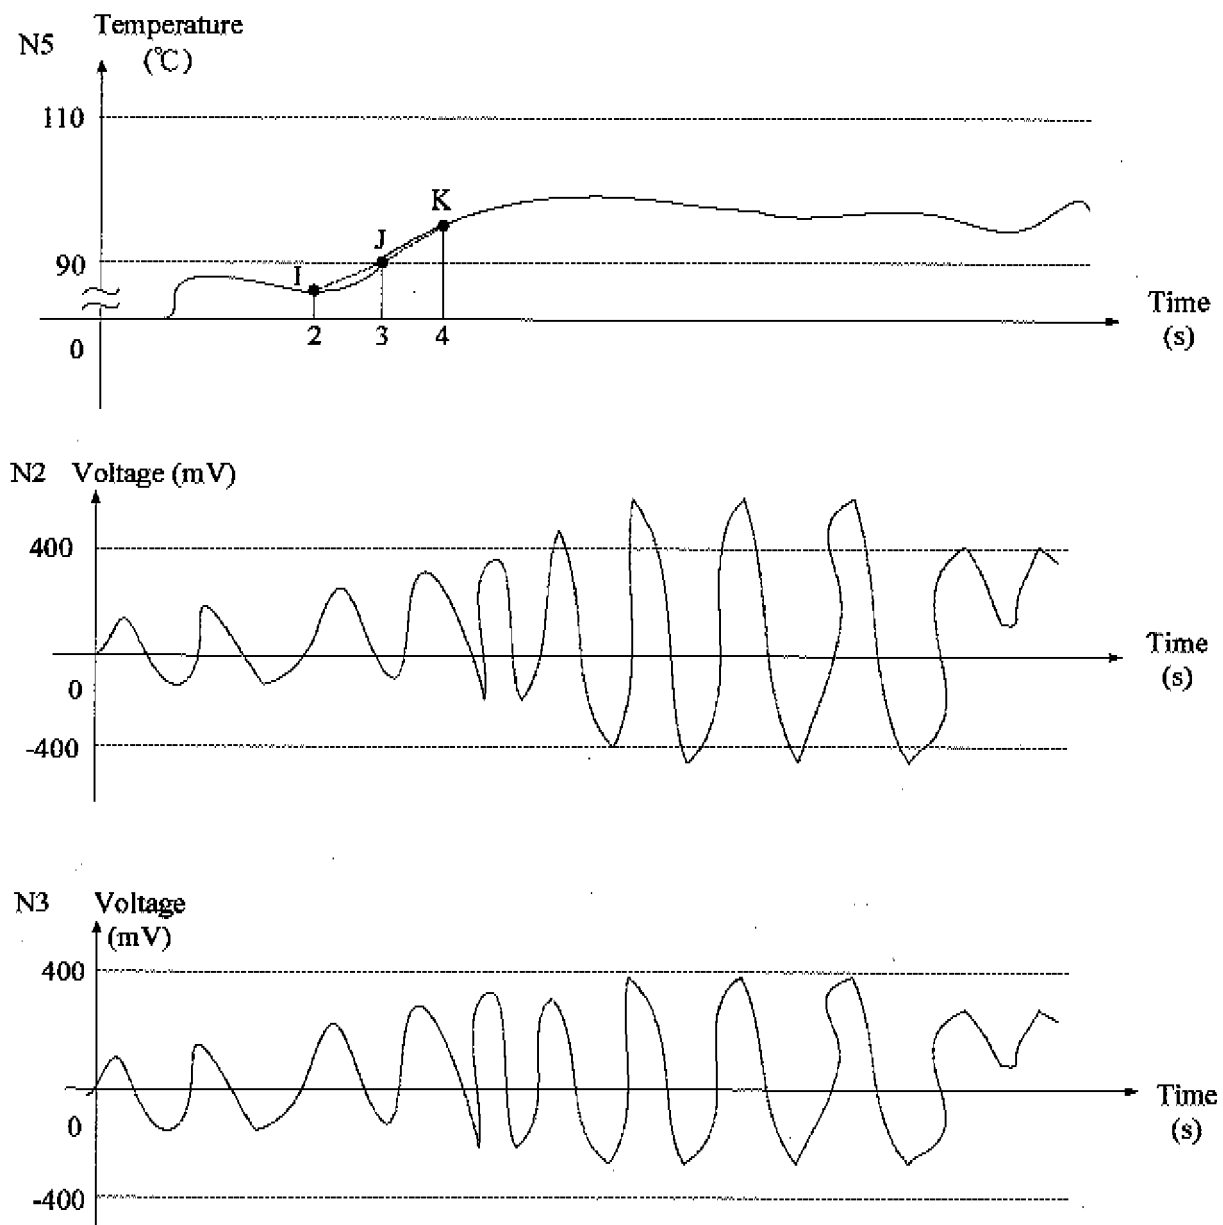 N5 Temperature
(℃)
110
K
J
90
I
Time
(s)
2 3 4
0
N2 Voltage (mV)
400
Time
(s)
0
-400
N3 Voltage
(mV)
400
Time
(s)
0
-400